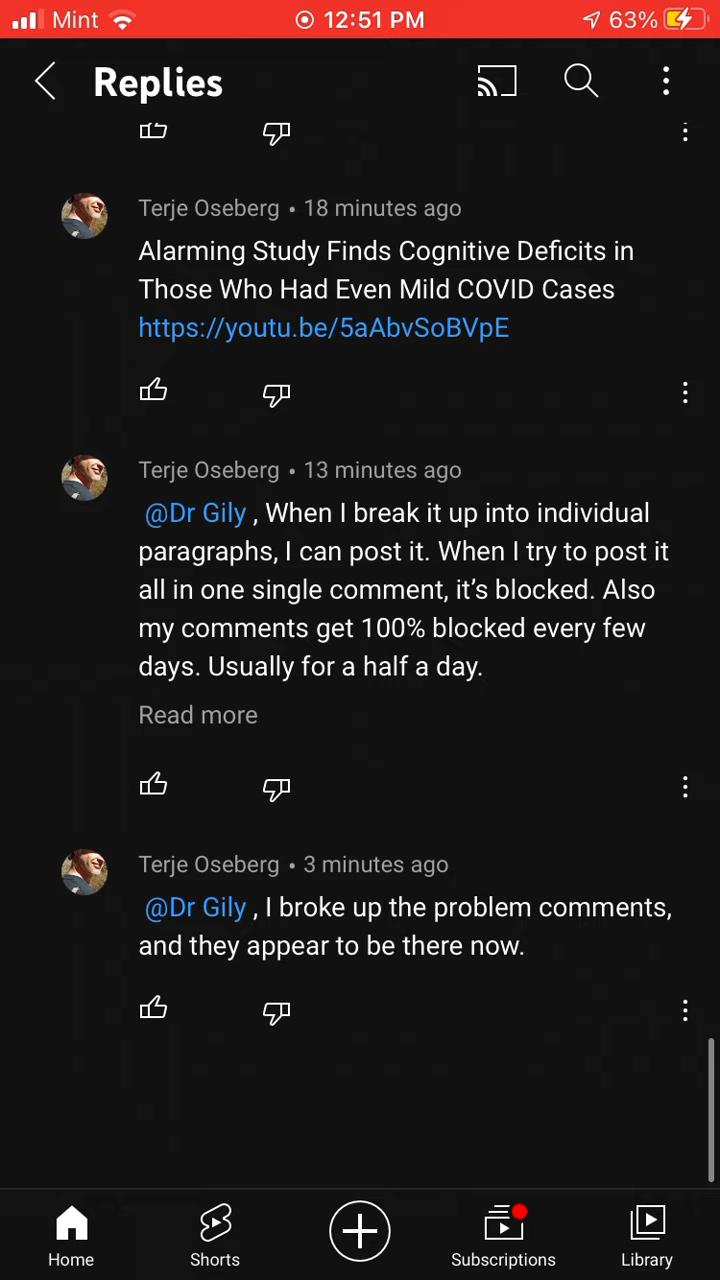 Mint 12:51 PM 63%
Replies
Terje Oseberg • 18 minutes ago
Alarming Study Finds Cognitive Deficits in
Those Who Had Even Mild COVID Cases
https://youtu.be/5aAbvSoBVpE
Terje Oseberg • 13 minutes ago
@Dr Gily , When I break it up into individual
paragraphs, I can post it. When I try to post it
all in one single comment, it’s blocked. Also
my comments get 100% blocked every few
days. Usually for a half a day.
Read more
Terje Oseberg • 3 minutes ago
@Dr Gily , I broke up the problem comments,
and they appear to be there now.
Home Shorts Subscriptions Library